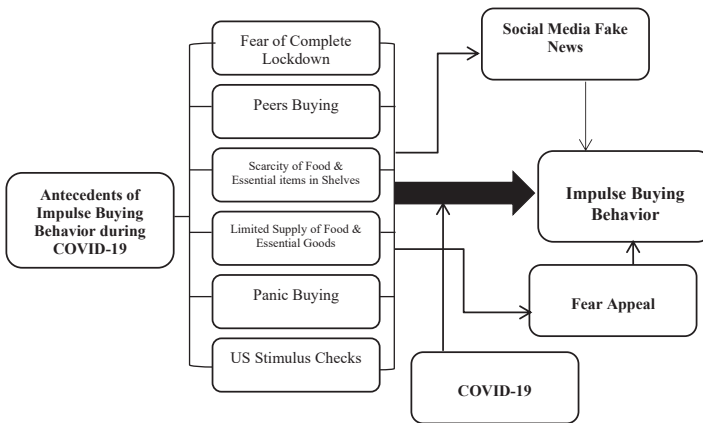 Fear of Complete
Lockdown
Peers Buying
Scarcity of Food &
Essential items in Shelves
Limited Supply of Food &
Essential Goods
Panic Buying
US Stimulus Checks
Antecedents of
Impulse Buying
Behavior during
COVID-19
Social Media Fake
News
Impulse Buying
Behavior
Fear Appeal
COVID-19